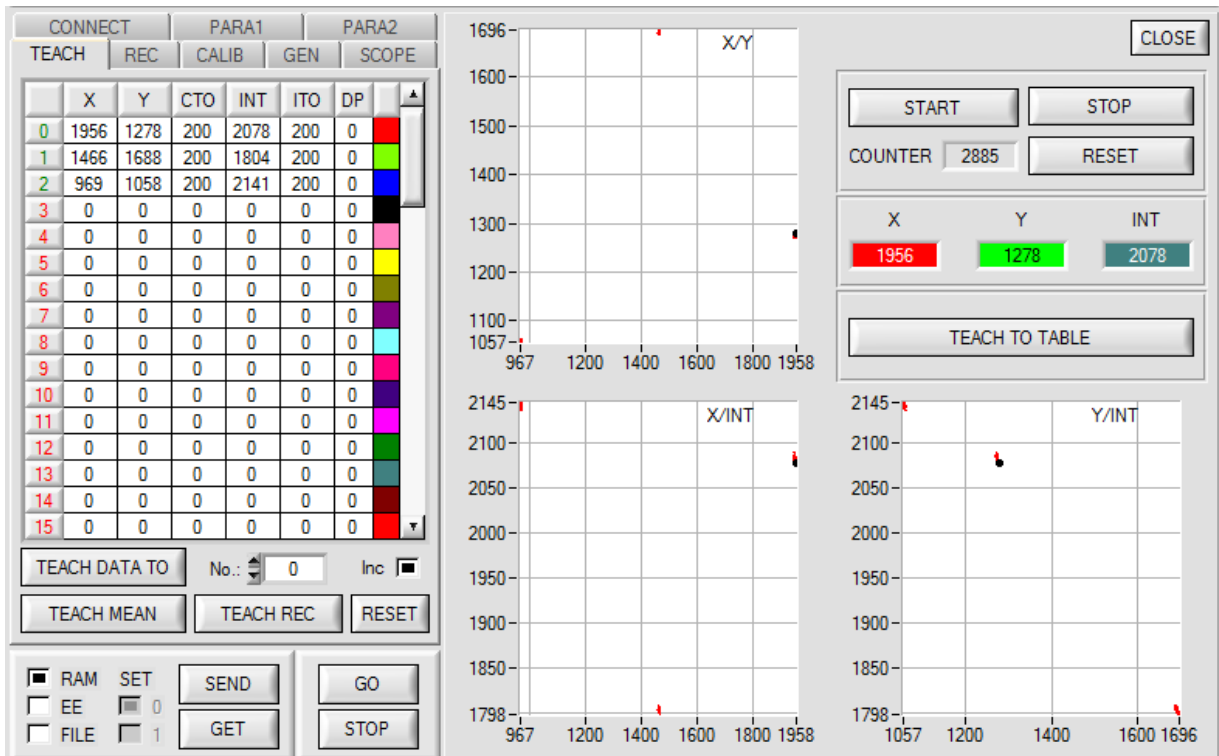 CONNECT PARA1 PARA2
TEACH REC CALIB GEN SCOPE
X Y CTO INT ITO DP
0 1956 1278 200 2078 200 0
1 1466 1688 200 1804 200 0
2 969 1058 200 2141 200 0
3 0 0 0 0 0 0
4 0 0 0 0 0 0
5 0 0 0 0 0 0
6 0 0 0 0 0 0
7 0 0 0 0 0 0
8 0 0 0 0 0 0
9 0 0 0 0 0 0
10 0 0 0 0 0 0
11 0 0 0 0 0 0
12 0 0 0 0 0 0
13 0 0 0 0 0 0
14 0 0 0 0 0 0
15 0 0 0 0 0 0
TEACH DATA TO No.: 0 Inc
TEACH MEAN TEACH REC RESET
RAM SET SEND GO
EE 0
FILE 1 GET STOP
X/Y
1696
1600
1500
1400
1300
1200
1100
1057
967 1200 1400 1600 1800 1958
CLOSE
START STOP
COUNTER 2885 RESET
X Y INT
1956 1278 2078
TEACH TO TABLE
X/INT
2145
2100
2050
2000
1950
1900
1850
1798
967 1200 1400 1600 1800 1958
Y/INT
2145
2100
2050
2000
1950
1900
1850
1798
1057 1200 1400 1600 1696